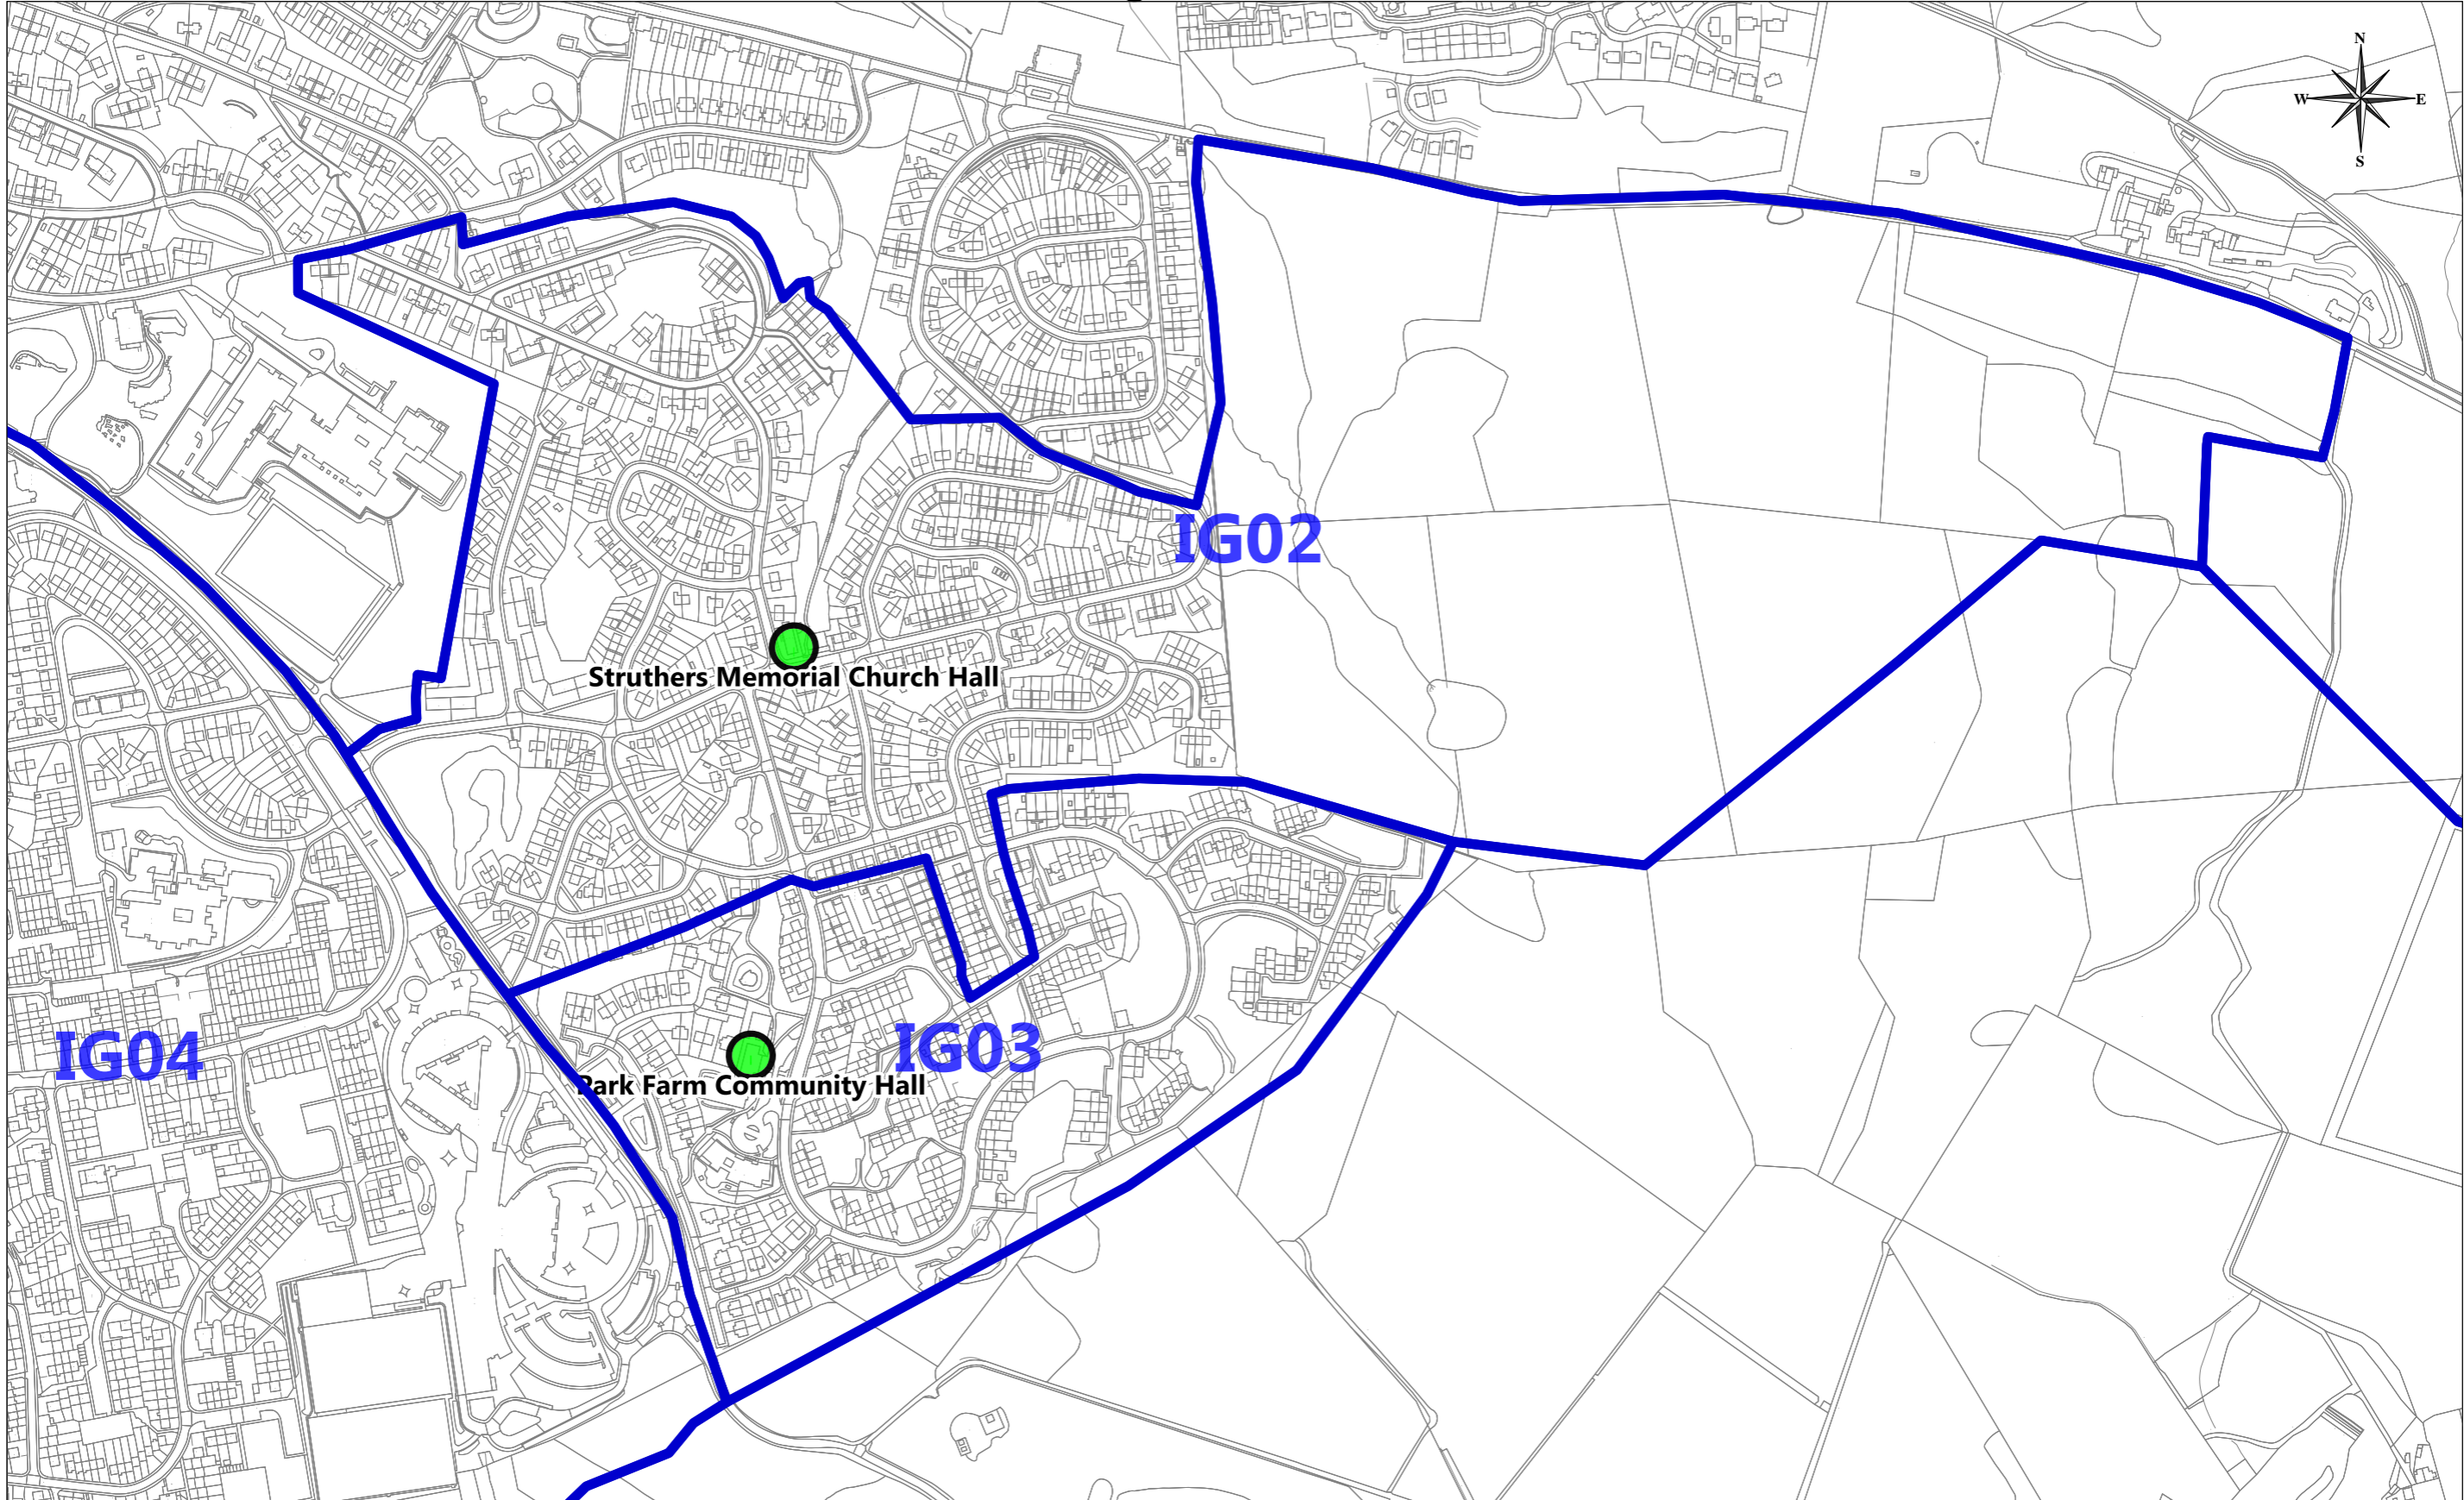 N
W E
S
IG02
Struthers Memorial Church Hall
IG03
IG04
Park Farm Community Hall